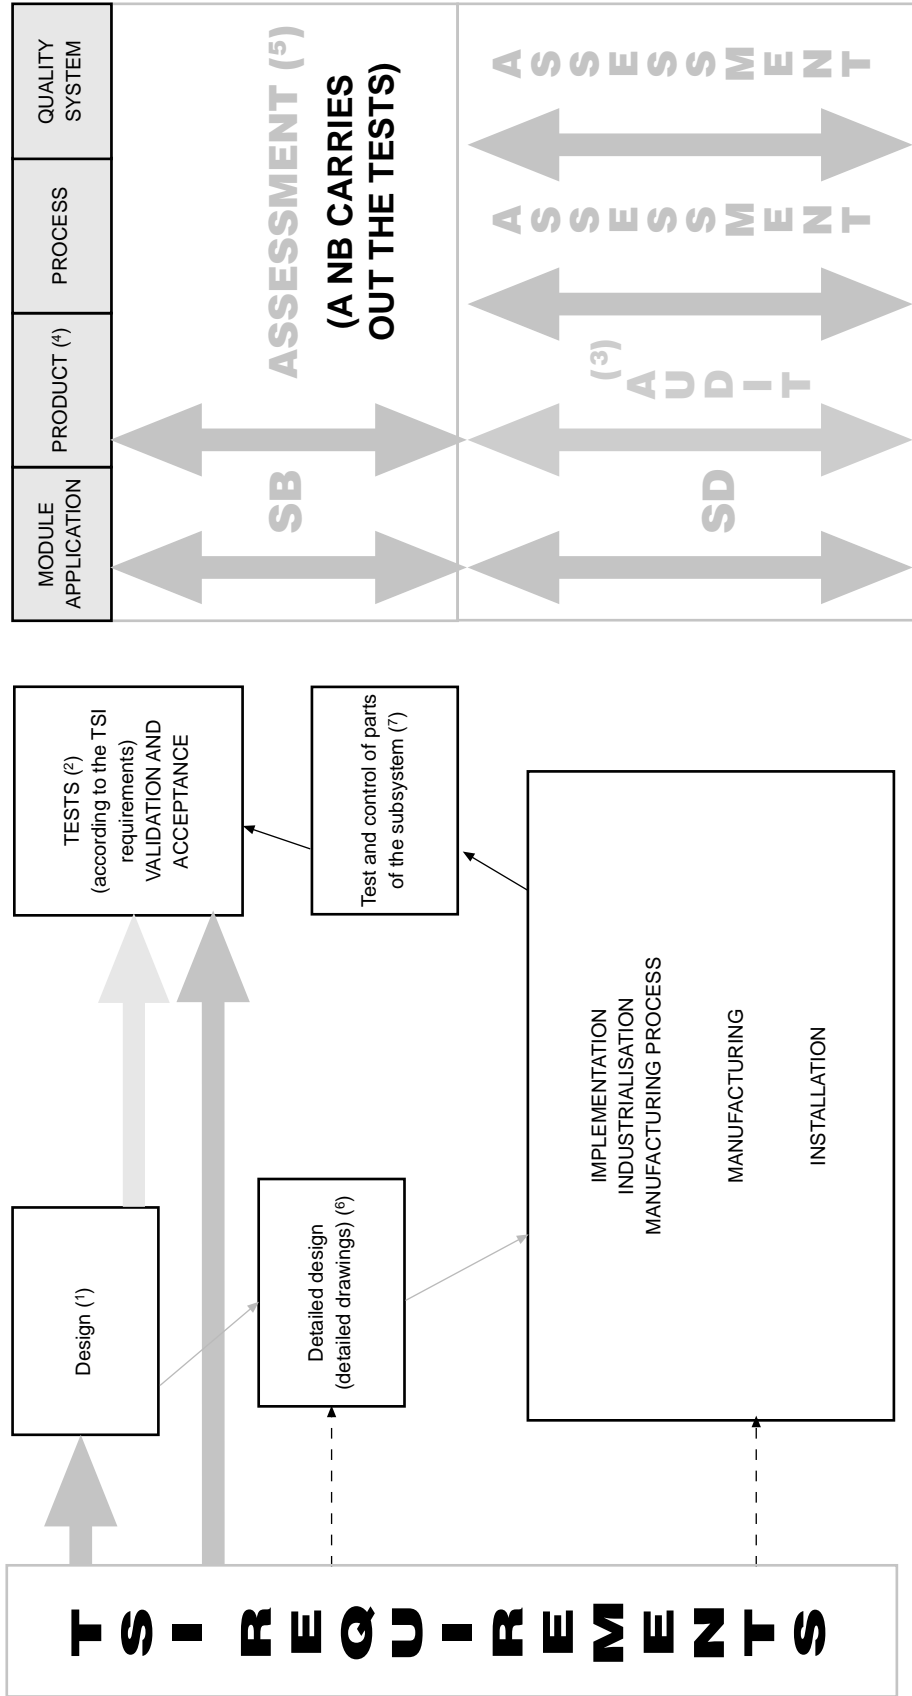 TSI REQUIREMENTS
Design (1)
Detailed design
(detailed drawings) (6)
IMPLEMENTATION
INDUSTRIALISATION
MANUFACTURING PROCESS
MANUFACTURING
INSTALLATION
TESTS (2)
(according to the TSI
requirements)
VALIDATION AND
ACCEPTANCE
Test and control of parts
of the subsystem (7)
MODULE
APPLICATION
PRODUCT (4)
PROCESS
QUALITY
SYSTEM
SB
ASSESSMENT (5)
(A NB CARRIES
OUT THE TESTS)
SD
(3)
AUDIT
ASSESSMENT
ASSESSMENT